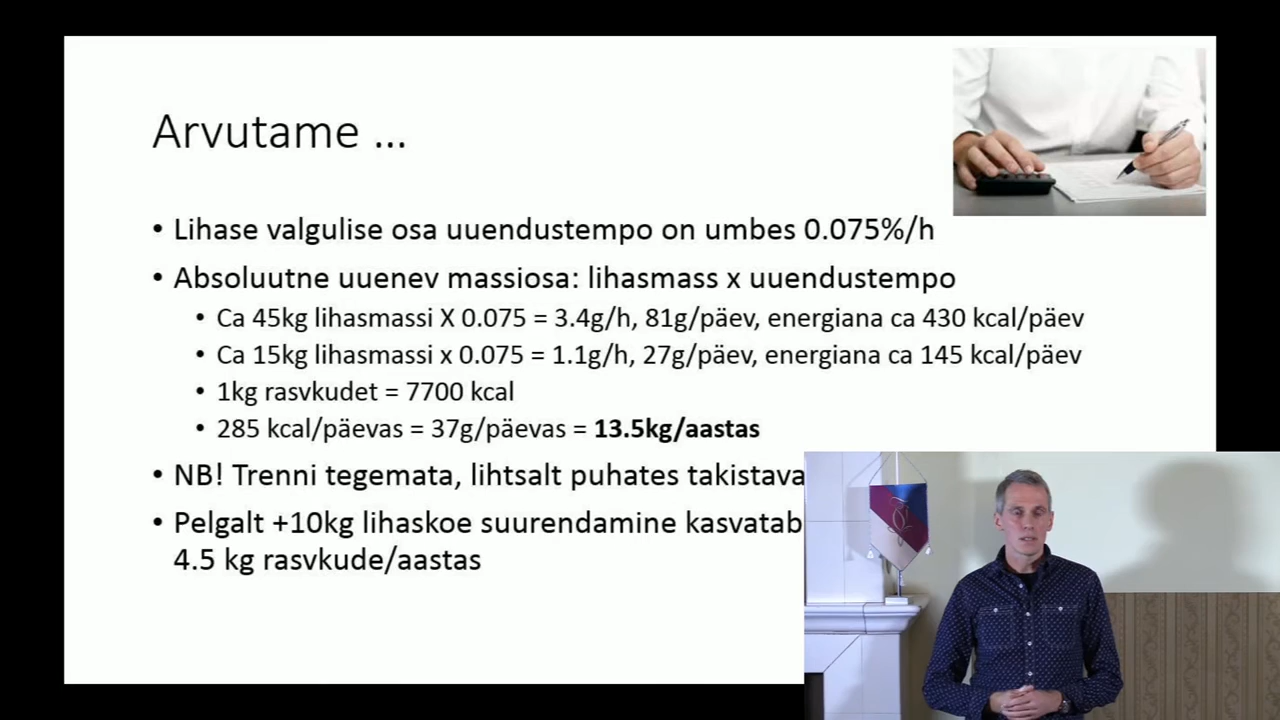 Arvutame ...
• Lihase valgulise osa uuendustempo on umbes 0.075%/h
• Absoluutne uuenev massiosa: lihasmass x uuendustempo
• Ca 45kg lihasmassi X 0.075 = 3.4g/h, 81g/päev, energiana ca 430 kcal/päev
• Ca 15kg lihasmassi x 0.075 = 1.1g/h, 27g/päev, energiana ca 145 kcal/päev
• 1kg rasvkudet = 7700 kcal
• 285 kcal/päevas = 37g/päevas = 13.5kg/aastas
• NB! Trenni tegemata, lihtsalt puhates takistava
• Pelgalt +10kg lihaskoe suurendamine kasvatab
4.5 kg rasvkude/aastas